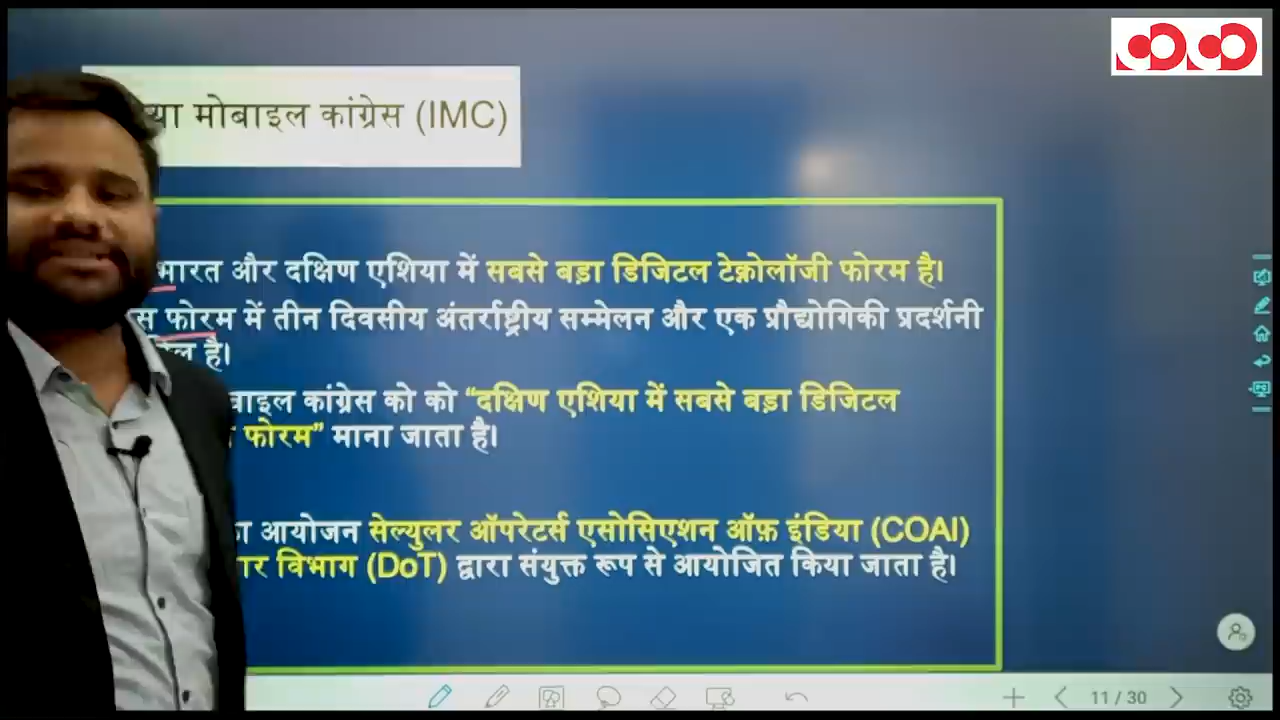 मोबाइल कांग्रेस (IMC)
भारत और दक्षिण एशिया में सबसे बड़ा डिजिटल टेक्नोलॉजी फोरम है।
फोरम में तीन दिवसीय अंतर्राष्ट्रीय सम्मेलन और एक प्रौद्योगिकी प्रदर्शनी
है।
कांग्रेस को को “दक्षिण एशिया में सबसे बड़ा डिजिटल
फोरम” माना जाता है।
आयोजन सेल्युलर ऑपरेटर्स एसोसिएशन ऑफ़ इंडिया (COAI)
विभाग (DoT) द्वारा संयुक्त रूप से आयोजित किया जाता है।
11 / 30